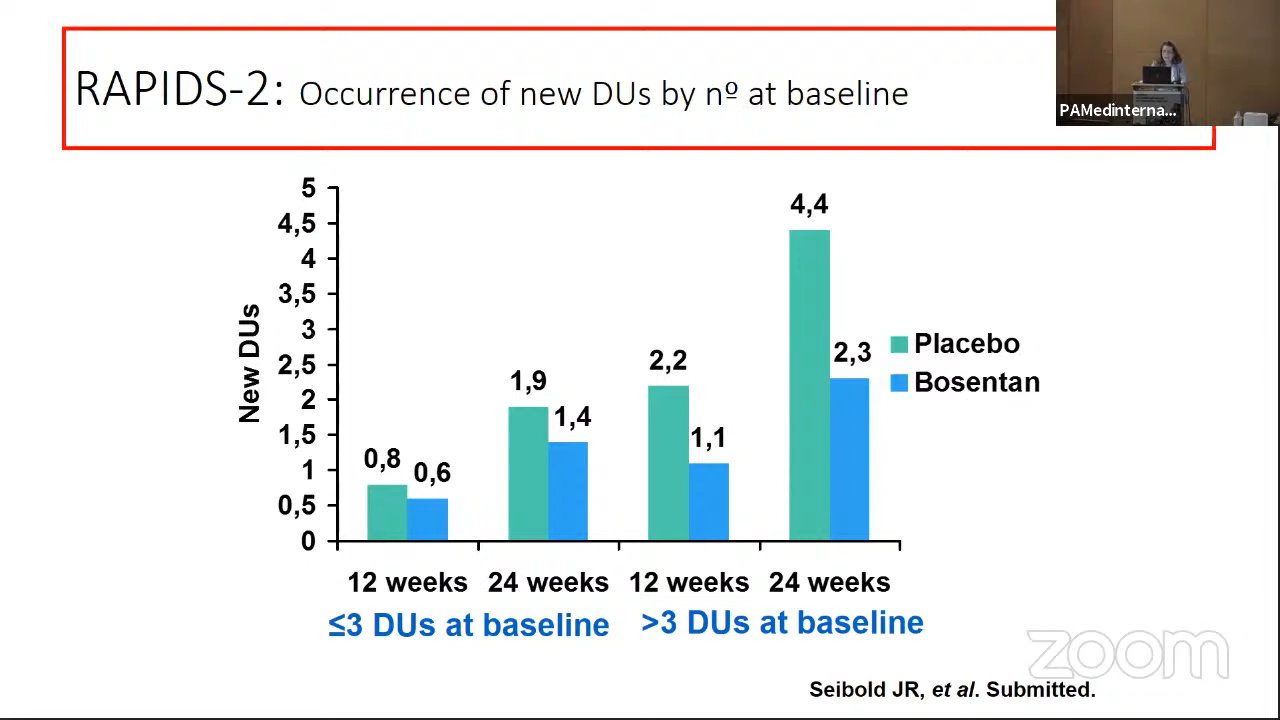 RAPIDS-2: Occurrence of new DUs by nº at baseline
PAMedinterna...
5
4,5
4
3,5
3
2,5
2
1,5
1
0,5
0
New DUs
0,8
0,6
1,9
1,4
2,2
1,1
4,4
2,3
Placebo
Bosentan
12 weeks 24 weeks 12 weeks 24 weeks
≤3 DUs at baseline >3 DUs at baseline
zoom
Seibold JR, et al. Submitted.